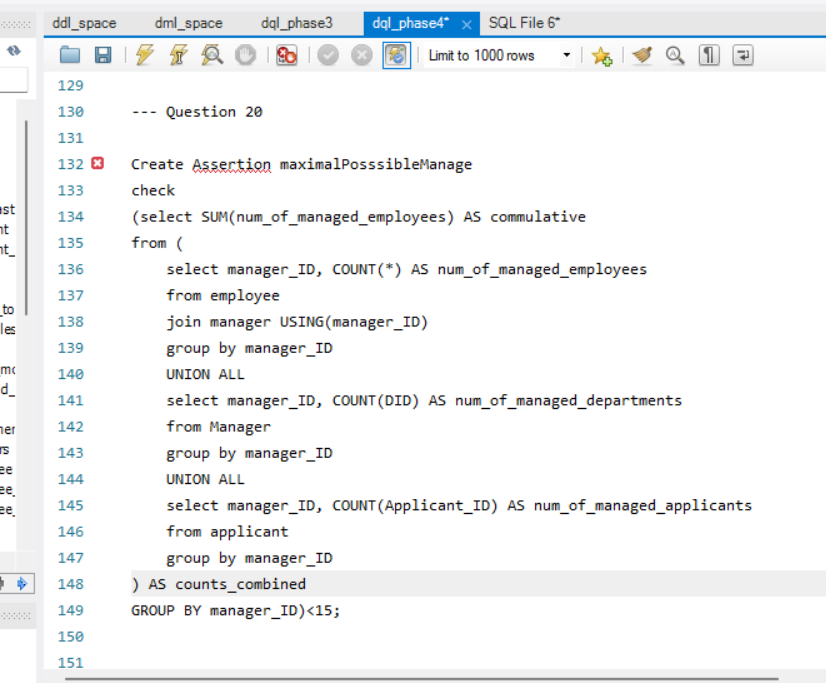 ddl_space dml_space dql_phase3 dql_phase4* SQL File 6*
Limit to 1000 rows
129
130 --- Question 20
131
132 Create Assertion maximalPosssibleManage
133 check
134 (select SUM(num_of_managed_employees) AS commulative
135 from (
136 select manager_ID, COUNT(*) AS num_of_managed_employees
137 from employee
138 join manager USING(manager_ID)
139 group by manager_ID
140 UNION ALL
141 select manager_ID, COUNT(DID) AS num_of_managed_departments
142 from Manager
143 group by manager_ID
144 UNION ALL
145 select manager_ID, COUNT(Applicant_ID) AS num_of_managed_applicants
146 from applicant
147 group by manager_ID
148 ) AS counts_combined
149 GROUP BY manager_ID)<15;
150
151